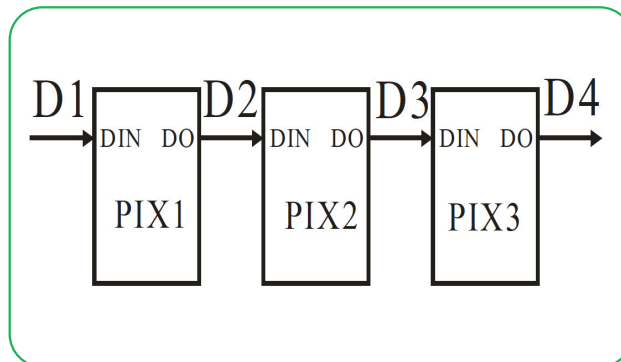 D1 D2 D3 D4
DIN DO DIN DO DIN DO
PIX1 PIX2 PIX3